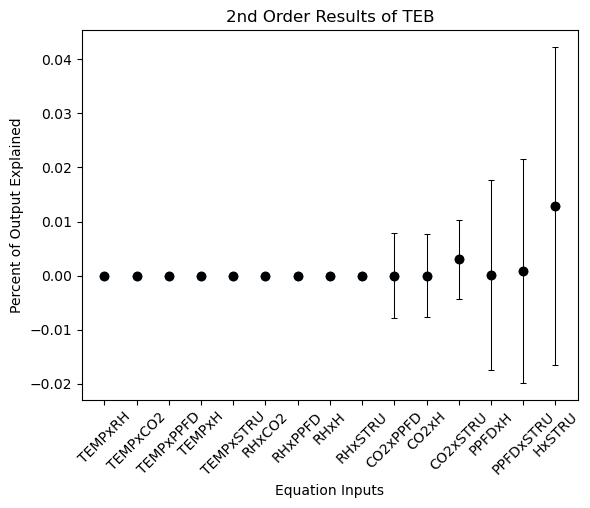 2nd Order Results of TEB
Percent of Output Explained
0.04
0.03
0.02
0.01
0.00
−0.01
−0.02
TEMPxRH
TEMPxCO2
TEMPxPPFD
TEMPxH
TEMPxSTRU
RHxCO2
RHxPPFD
RHxH
RHxSTRU
CO2xPPFD
CO2xH
CO2xSTRU
PPFDxH
PPFDxSTRU
HxSTRU
Equation Inputs